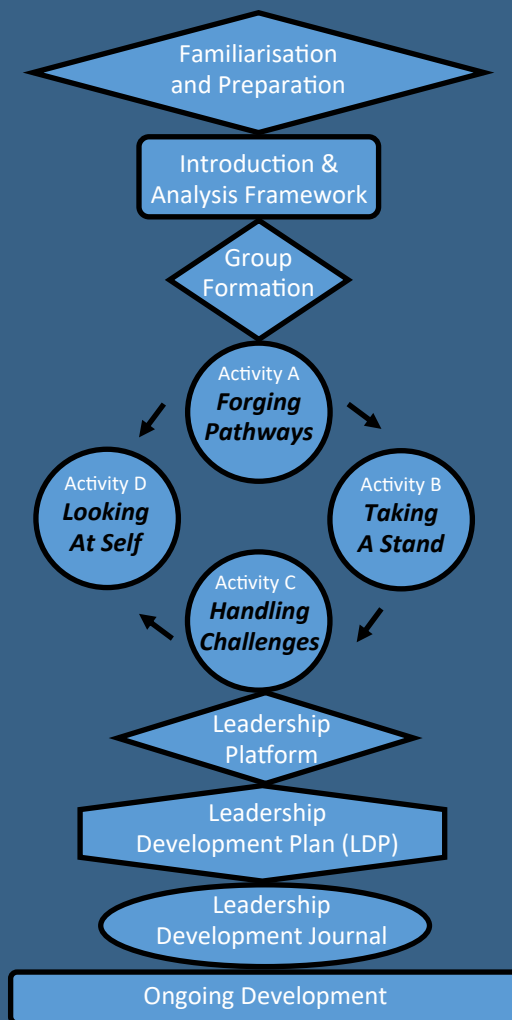 Familiarisation
and Preparation
Introduction &
Analysis Framework
Group
Formation
Activity A
Forging
Pathways
Activity D
Looking
At Self
Activity B
Taking
A Stand
Activity C
Handling
Challenges
Leadership
Platform
Leadership
Development Plan (LDP)
Leadership
Development Journal
Ongoing Development